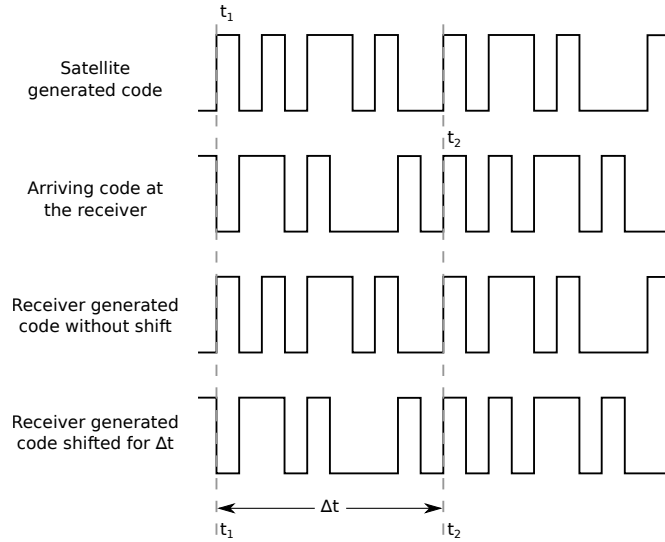 t1
Satellite
generated code
t2
Arriving code at
the receiver
Receiver generated
code without shift
Receiver generated
code shifted for Δt
Δt
t1 t2